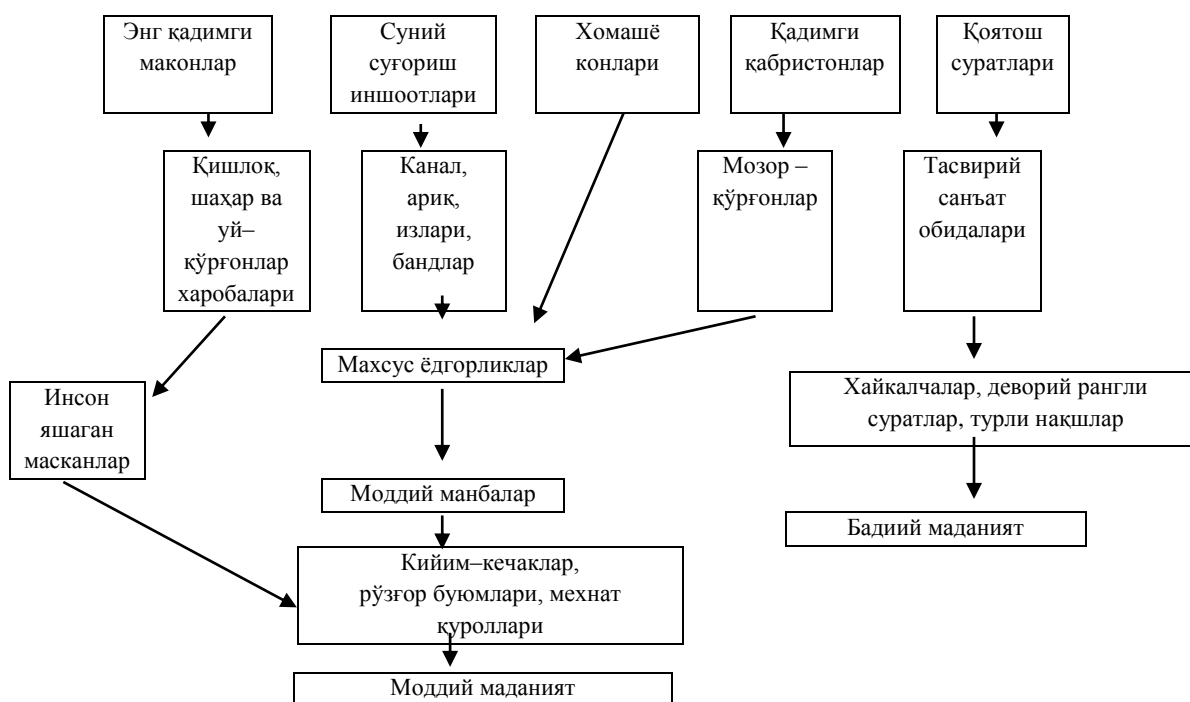 Энг қадимги
маконлар
Суний
суғориш
иншоотлари
Хомашё
конлари
Қадимги
қабристонлар
Қоятош
суратлари
Қишлоқ,
шаҳар ва
уй–
қўрғонлар
харобалари
Канал,
ариқ,
излари,
бандлар
Мозор –
қўрғонлар
Тасвирий
санъат
обидалари
Махсус ёдгорликлар
Инсон
яшаган
масканлар
Хайкалчалар, деворий рангли
суратлар, турли нақшлар
Моддий манбалар
Бадиий маданият
Кийим–кечаклар,
рўзғор буюмлари, мехнат
қуроллари
Моддий маданият